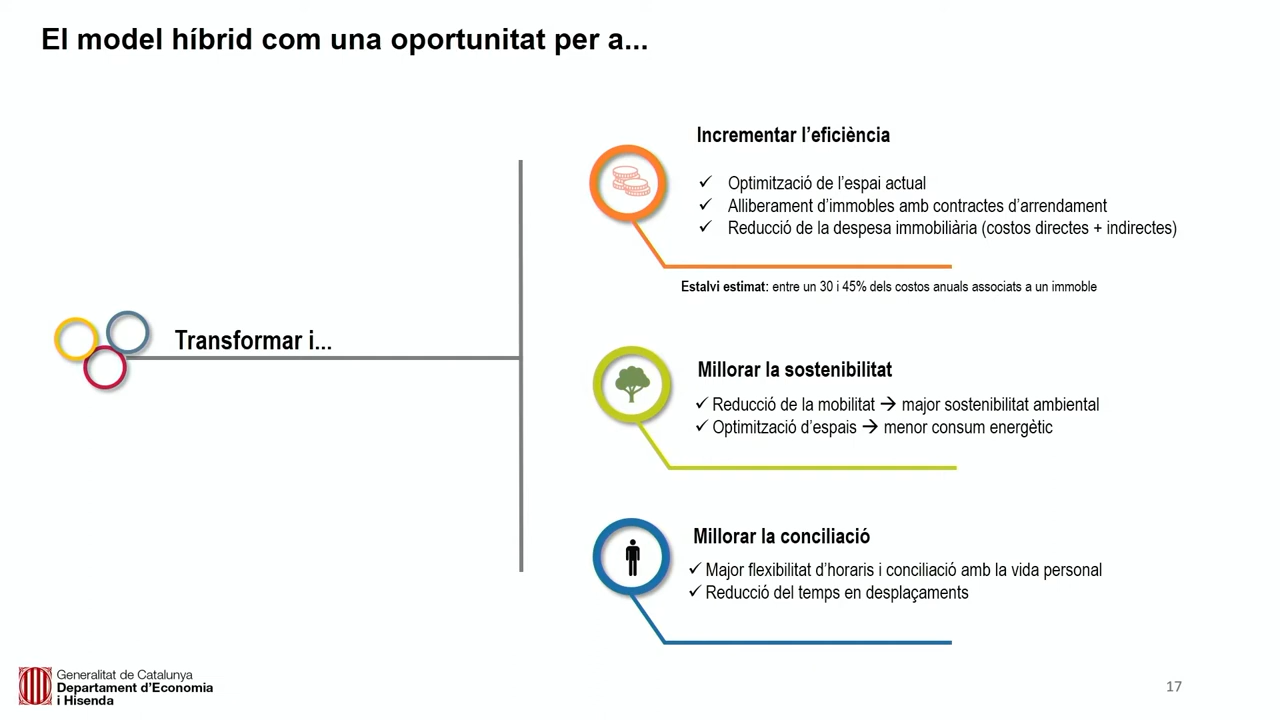 El model híbrid com una oportunitat per a...
Transformar i...
Incrementar l’eficiència
✓ Optimització de l’espai actual
✓ Alliberament d’immobles amb contractes d’arrendament
✓ Reducció de la despesa immobiliària (costos directes + indirectes)
Estalvi estimat: entre un 30 i 45% dels costos anuals associats a un immoble
Millorar la sostenibilitat
✓ Reducció de la mobilitat → major sostenibilitat ambiental
✓ Optimització d’espais → menor consum energètic
Millorar la conciliació
✓ Major flexibilitat d’horaris i conciliació amb la vida personal
✓ Reducció del temps en desplaçaments
Generalitat de Catalunya
Departament d’Economia
i Hisenda
17